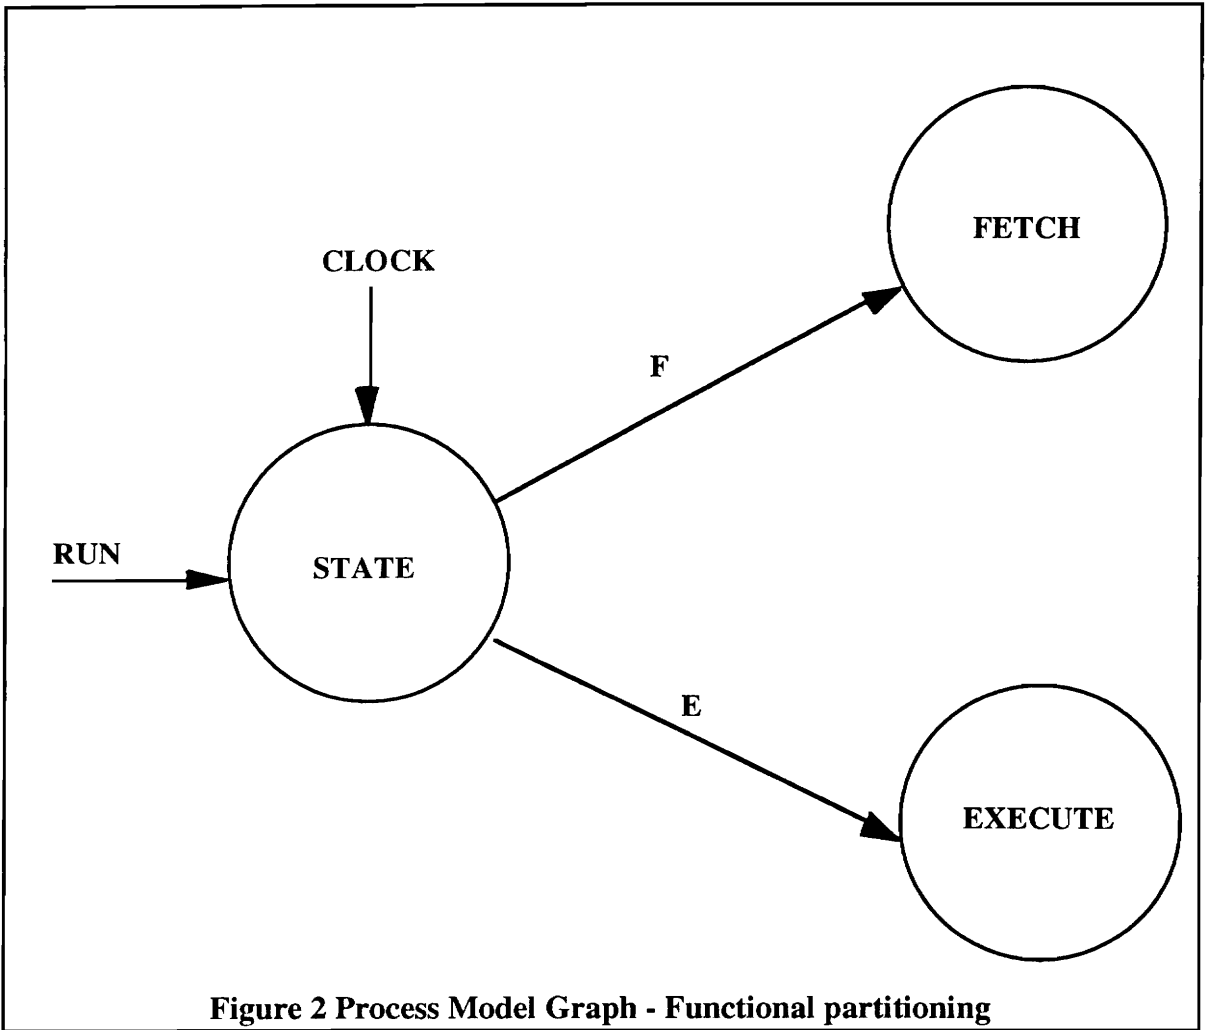 FETCH
CLOCK
F
RUN
STATE
E
EXECUTE
Figure 2 Process Model Graph - Functional partitioning